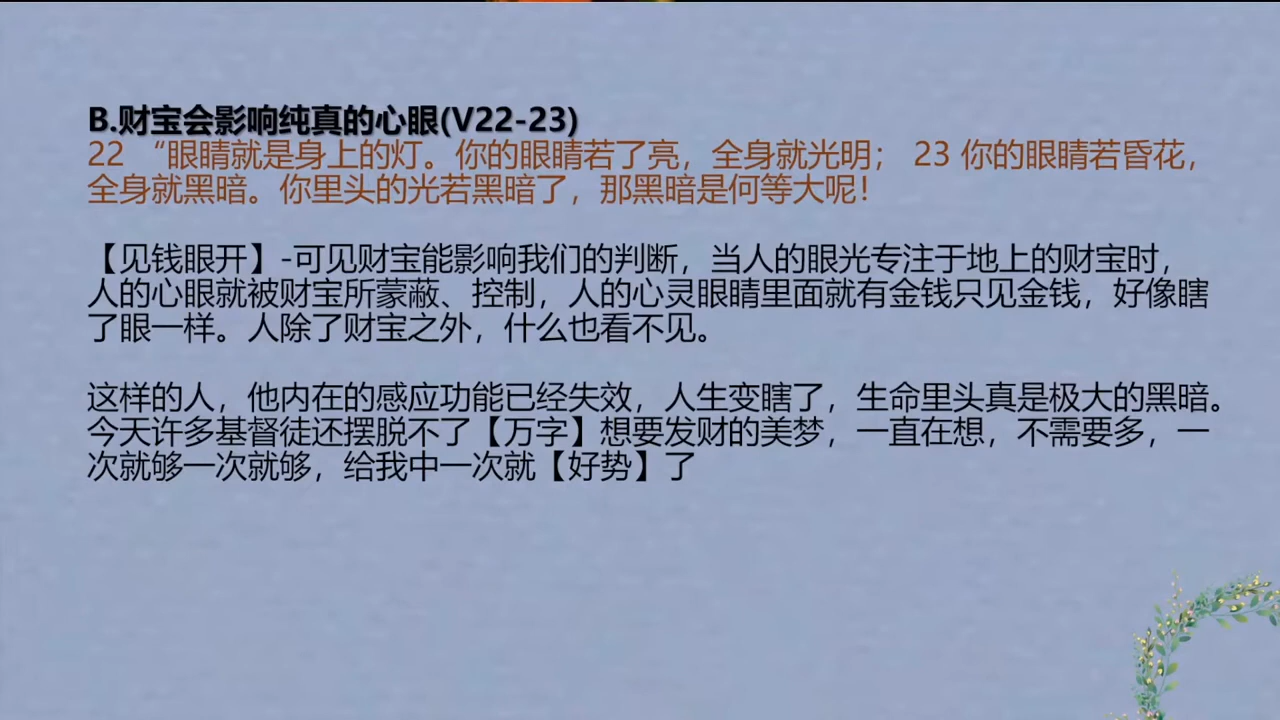 B.财宝会影响纯真的心眼(V22-23)
22 “眼睛就是身上的灯。你的眼睛若了亮，全身就光明； 23 你的眼睛若昏花，
全身就黑暗。你里头的光若黑暗了，那黑暗是何等大呢！
【见钱眼开】-可见财宝能影响我们的判断，当人的眼光专注于地上的财宝时，
人的心眼就被财宝所蒙蔽、控制，人的心灵眼睛里面就有金钱只见金钱，好像瞎
了眼一样。人除了财宝之外，什么也看不见。
这样的人，他内在的感应功能已经失效，人生变瞎了，生命里头真是极大的黑暗。
今天许多基督徒还摆脱不了【万字】想要发财的美梦，一直在想，不需要多，一
次就够一次就够，给我中一次就【好势】了